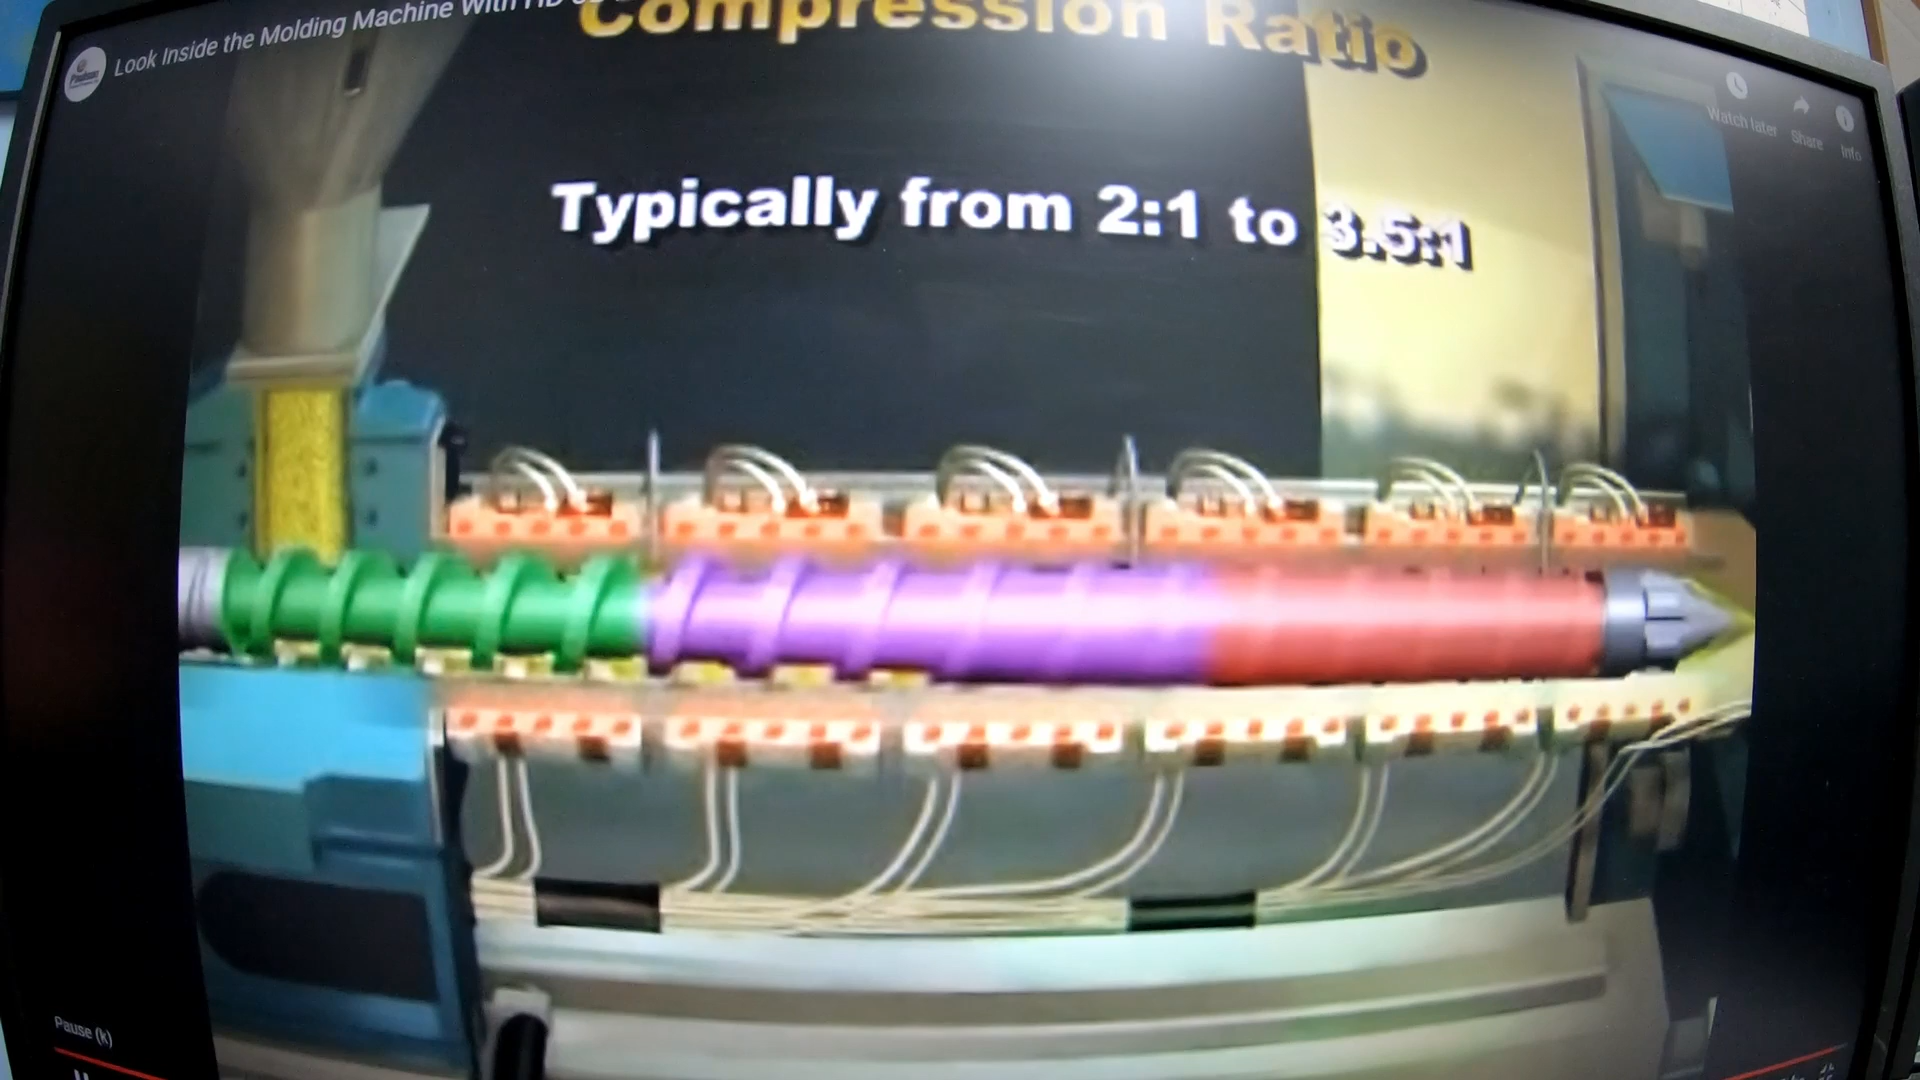 Look Inside the Molding Machine With HD
Compression Ratio
Typically from 2:1 to 3.5:1
Watch later
Share
Info
Pause (k)